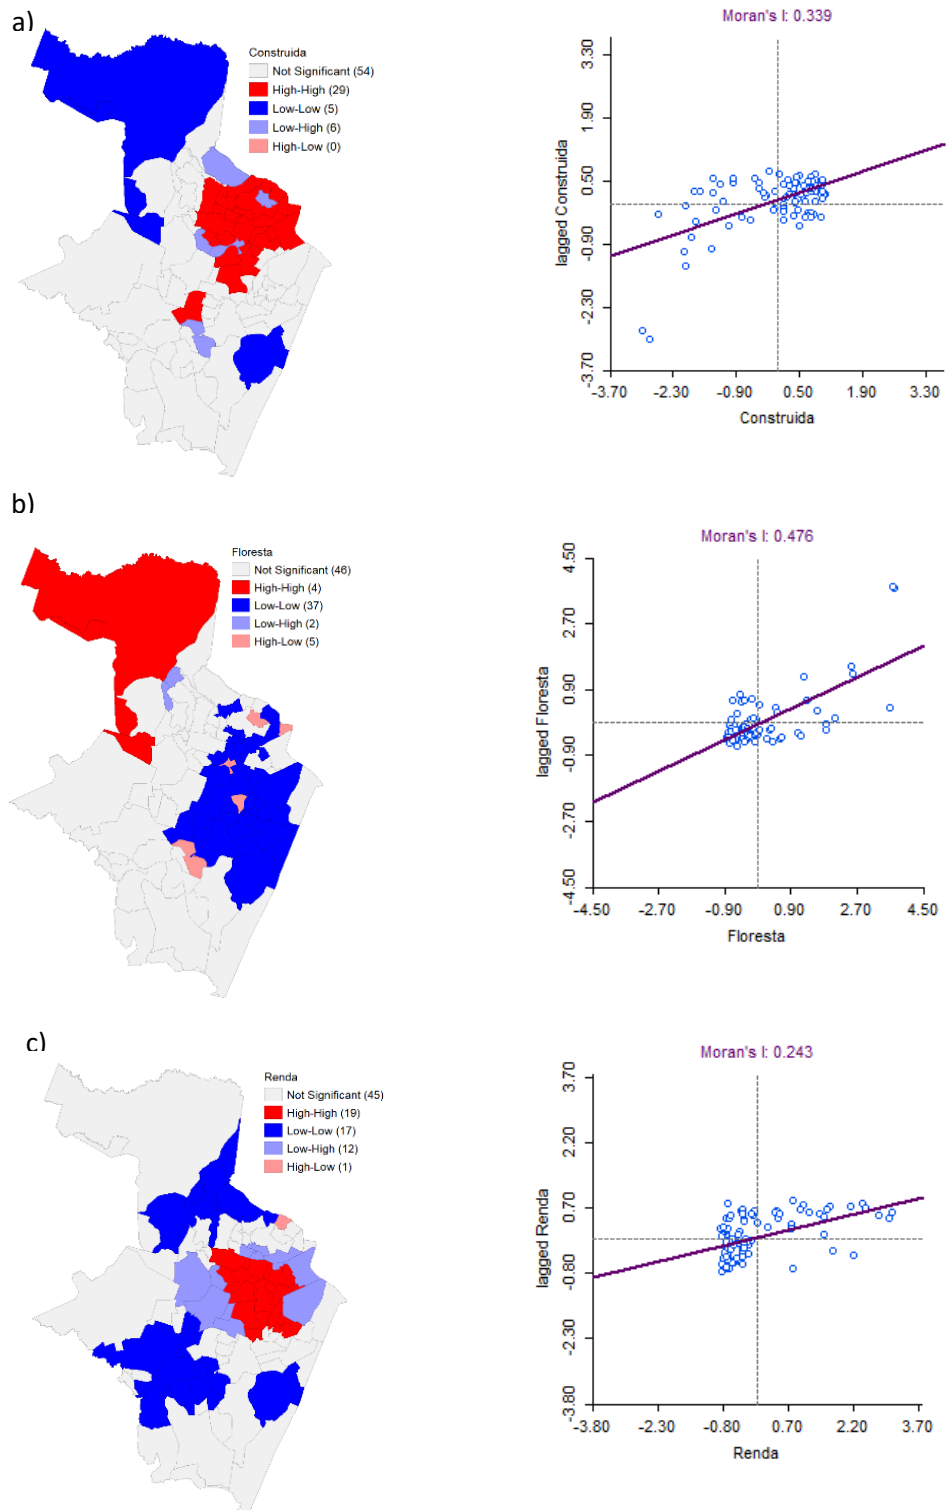 a)
Construida
Not Significant (54)
High-High (29)
Low-Low (5)
Low-High (6)
High-Low (0)
Moran's I: 0.339
lagged Construida
3.30
1.90
0.50
-0.90
-2.30
-3.70
-3.70 -2.30 -0.90 0.50 1.90 3.30
Construida
b)
Floresta
Not Significant (46)
High-High (4)
Low-Low (37)
Low-High (2)
High-Low (5)
Moran's I: 0.476
lagged Floresta
4.50
2.70
0.90
-0.90
-2.70
-4.50
-4.50 -2.70 -0.90 0.90 2.70 4.50
Floresta
c)
Renda
Not Significant (45)
High-High (19)
Low-Low (17)
Low-High (12)
High-Low (1)
Moran's I: 0.243
lagged Renda
3.70
2.20
0.70
-0.80
-2.30
-3.80
-3.80 -2.30 -0.80 0.70 2.20 3.70
Renda